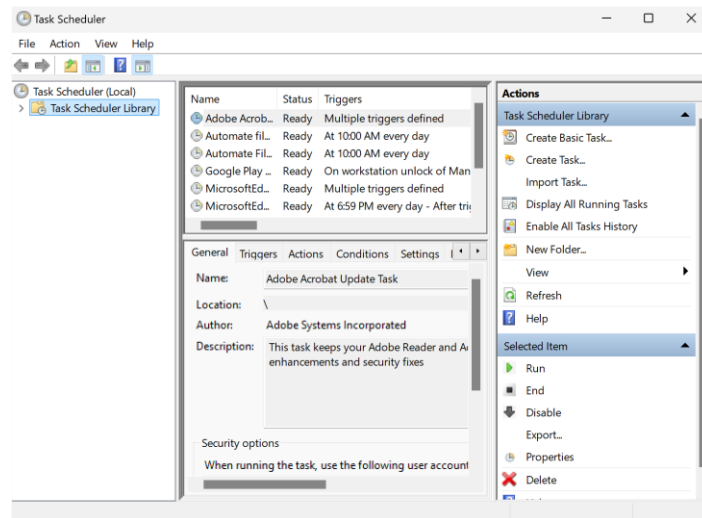 Task Scheduler
File Action View Help
Task Scheduler (Local)
Task Scheduler Library
Name Status Triggers
Adobe Acrob... Ready Multiple triggers defined
Automate fil... Ready At 10:00 AM every day
Automate Fil... Ready At 10:00 AM every day
Google Play ... Ready On workstation unlock of Man
MicrosoftEd... Ready Multiple triggers defined
MicrosoftEd... Ready At 6:59 PM every day - After trig
General Triggers Actions Conditions Settings
Name: Adobe Acrobat Update Task
Location: \
Author: Adobe Systems Incorporated
Description: This task keeps your Adobe Reader and
enhancements and security fixes
Security options
When running the task, use the following user account
Actions
Task Scheduler Library
Create Basic Task...
Create Task...
Import Task...
Display All Running Tasks
Enable All Tasks History
New Folder...
View
Refresh
Help
Selected Item
Run
End
Disable
Export...
Properties
Delete